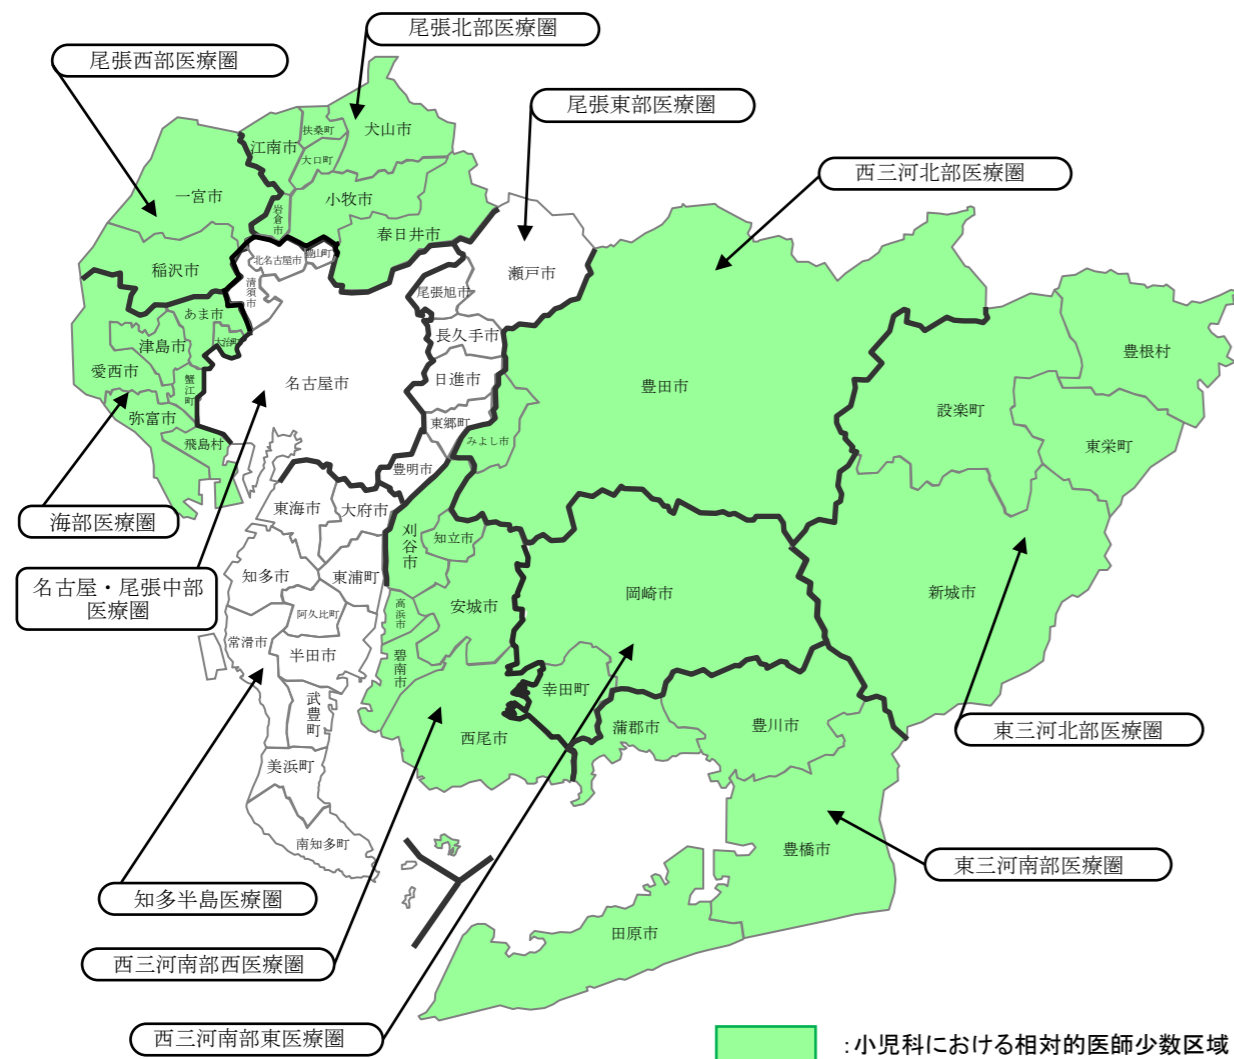 尾張北部医療圏
尾張西部医療圏
尾張東部医療圏
西三河北部医療圏
扶桑町
犬山市
江南市
大口町
一宮市
小牧市
岩倉市
春日井市
稲沢市
北名古屋市
豊山町
瀬戸市
清須市
尾張旭市
あま市
長久手市
大治町
津島市
豊根村
愛西市
名古屋市
日進市
豊田市
蟹江町
設楽町
弥富市
東郷町
みよし市
東栄町
飛島村
豊明市
海部医療圏
東海市
大府市
刈谷市
知立市
名古屋・尾張中部
医療圏
知多市
東浦町
岡崎市
新城市
高浜市
安城市
阿久比町
常滑市
半田市
碧南市
幸田町
武豊町
蒲郡市
豊川市
東三河北部医療圏
西尾市
美浜町
南知多町
豊橋市
東三河南部医療圏
知多半島医療圏
田原市
西三河南部西医療圏
西三河南部東医療圏
:小児科における相対的医師少数区域